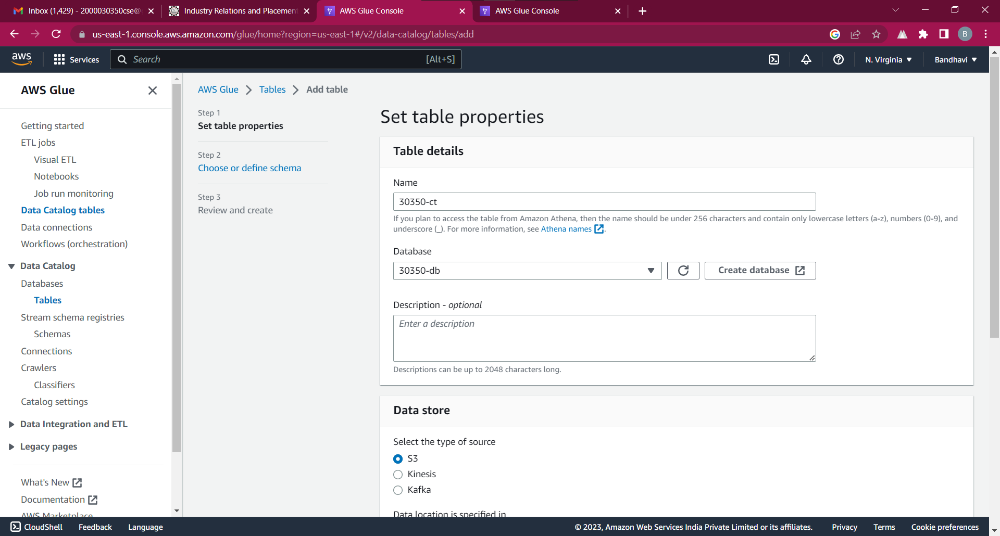 Inbox (1,429) - 2000030350cse@
Industry Relations and Placement
AWS Glue Console
AWS Glue Console
us-east-1.console.aws.amazon.com/glue/home?region=us-east-1#/v2/data-catalog/tables/add
B
aws
Services
Search
[Alt+S]
N. Virginia
Bandhavi
AWS Glue
Getting started
ETL jobs
Visual ETL
Notebooks
Job run monitoring
Data Catalog tables
Data connections
Workflows (orchestration)
Data Catalog
Databases
Tables
Stream schema registries
Schemas
Connections
Crawlers
Classifiers
Catalog settings
Data Integration and ETL
Legacy pages
What's New
Documentation
AWS Marketplace
AWS Glue
Tables
Add table
Step 1
Set table properties
Step 2
Choose or define schema
Step 3
Review and create
Set table properties
Table details
Name
30350-ct
If you plan to access the table from Amazon Athena, then the name should be under 256 characters and contain only lowercase letters (a-z), numbers (0-9), and
underscore (_). For more information, see Athena names.
Database
30350-db
Create database
Description - optional
Enter a description
Descriptions can be up to 2048 characters long.
Data store
Select the type of source
S3
Kinesis
Kafka
Data location is specified in
CloudShell
Feedback
Language
© 2023, Amazon Web Services India Private Limited or its affiliates.
Privacy
Terms
Cookie preferences